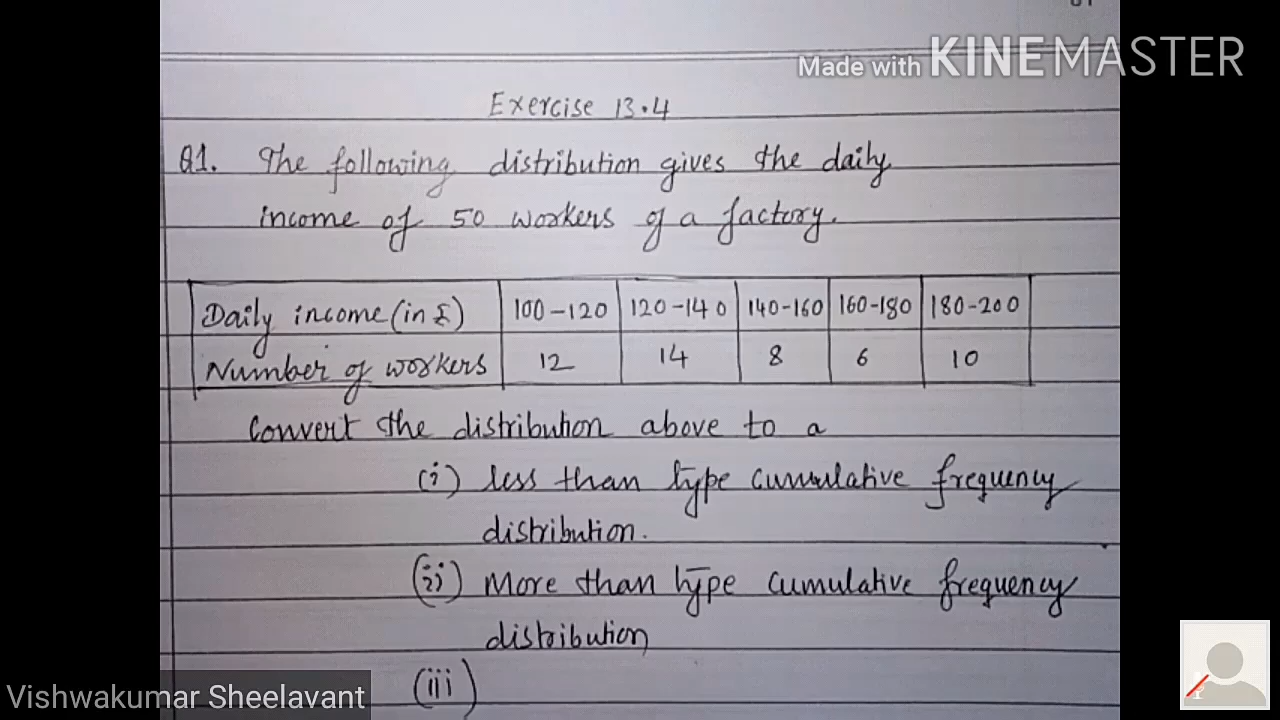 Made with KINEMASTER
Exercise 13.4
Q1. The following distribution gives the daily
income of 50 workers of a factory.
Daily income (in ₹) 100-120 120-140 140-160 160-180 180-200
Number of workers 12 14 8 6 10
Convert the distribution above to a
(i) less than type cumulative frequency
distribution.
(ii) More than type cumulative frequency
distribution
(iii)
Vishwakumar Sheelavant